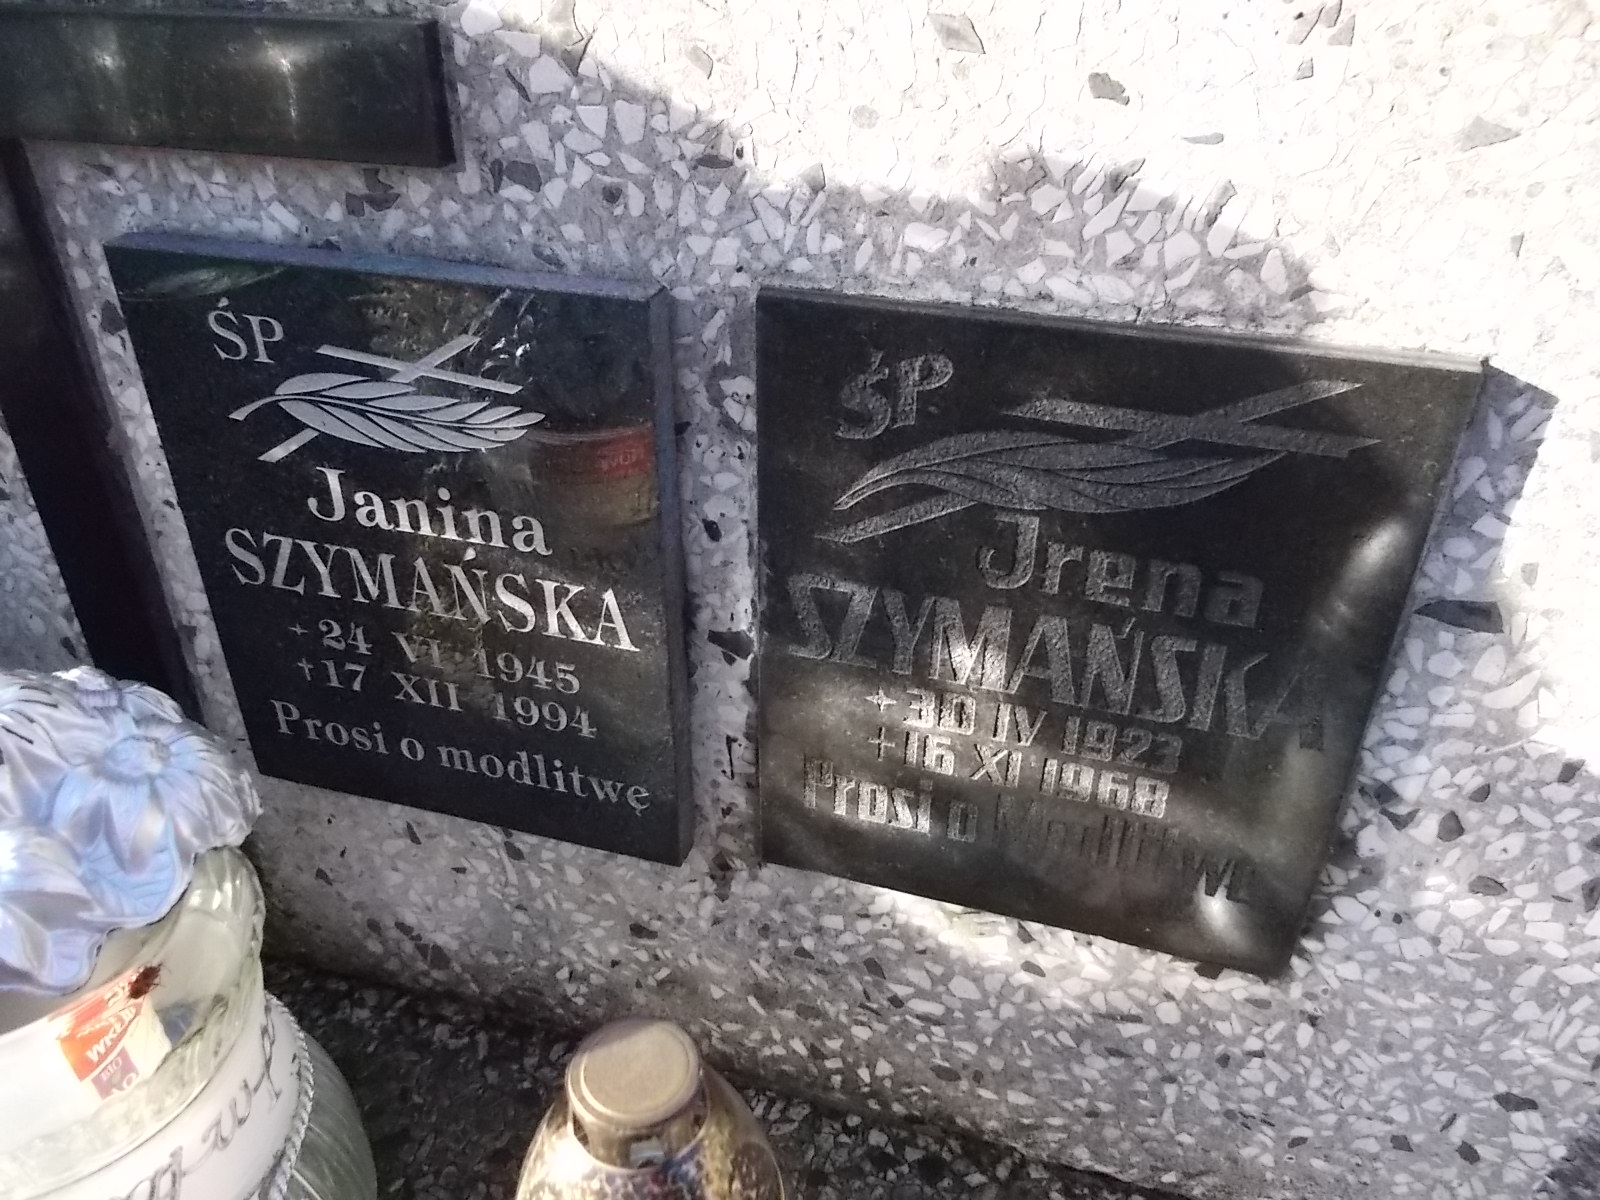 ŚP
Janina
SZYMAŃSKA
+24 VI 1945
†17 XII 1994
Prosi o modlitwę
ŚP.
Jrena
SZYMAŃSKA
+30 IV 1923
+16 XI 1968
Prosi o Modlitwę